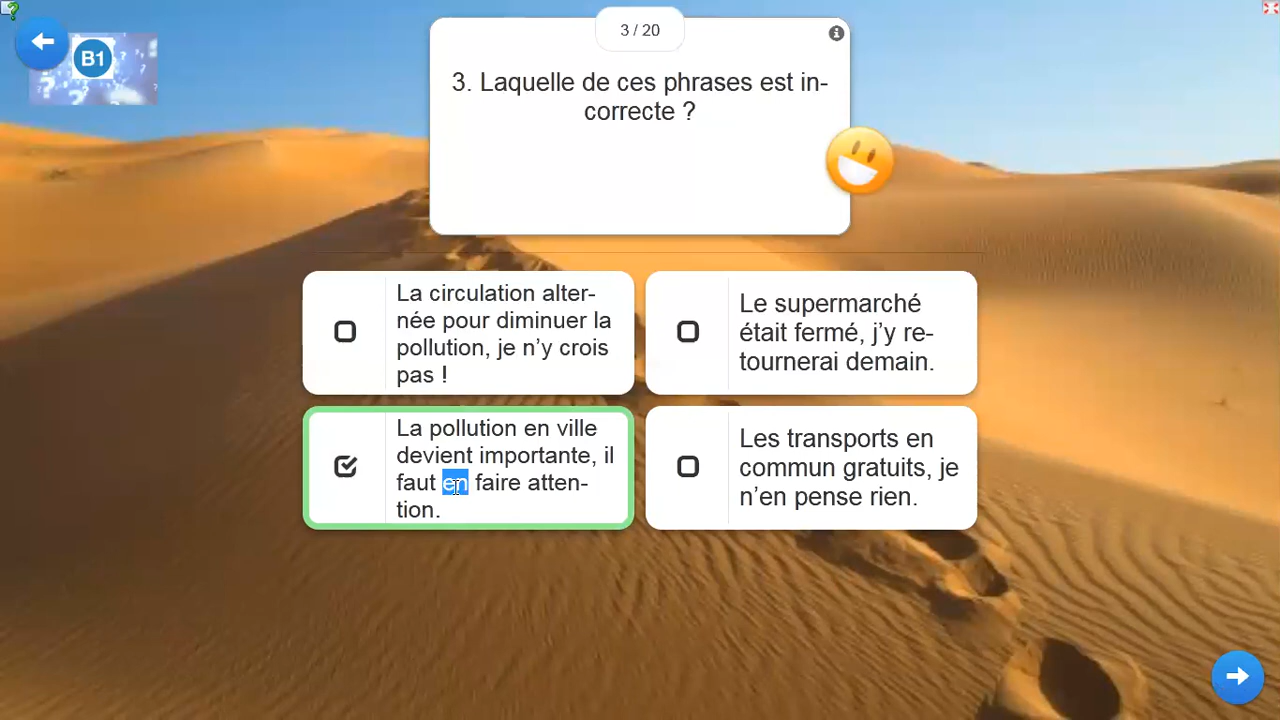 B1
3 / 20
3. Laquelle de ces phrases est in-
correcte ?
La circulation alter-
née pour diminuer la
pollution, je n’y crois
pas !
Le supermarché
était fermé, j’y re-
tournerai demain.
La pollution en ville
devient importante, il
faut en faire atten-
tion.
Les transports en
commun gratuits, je
n’en pense rien.